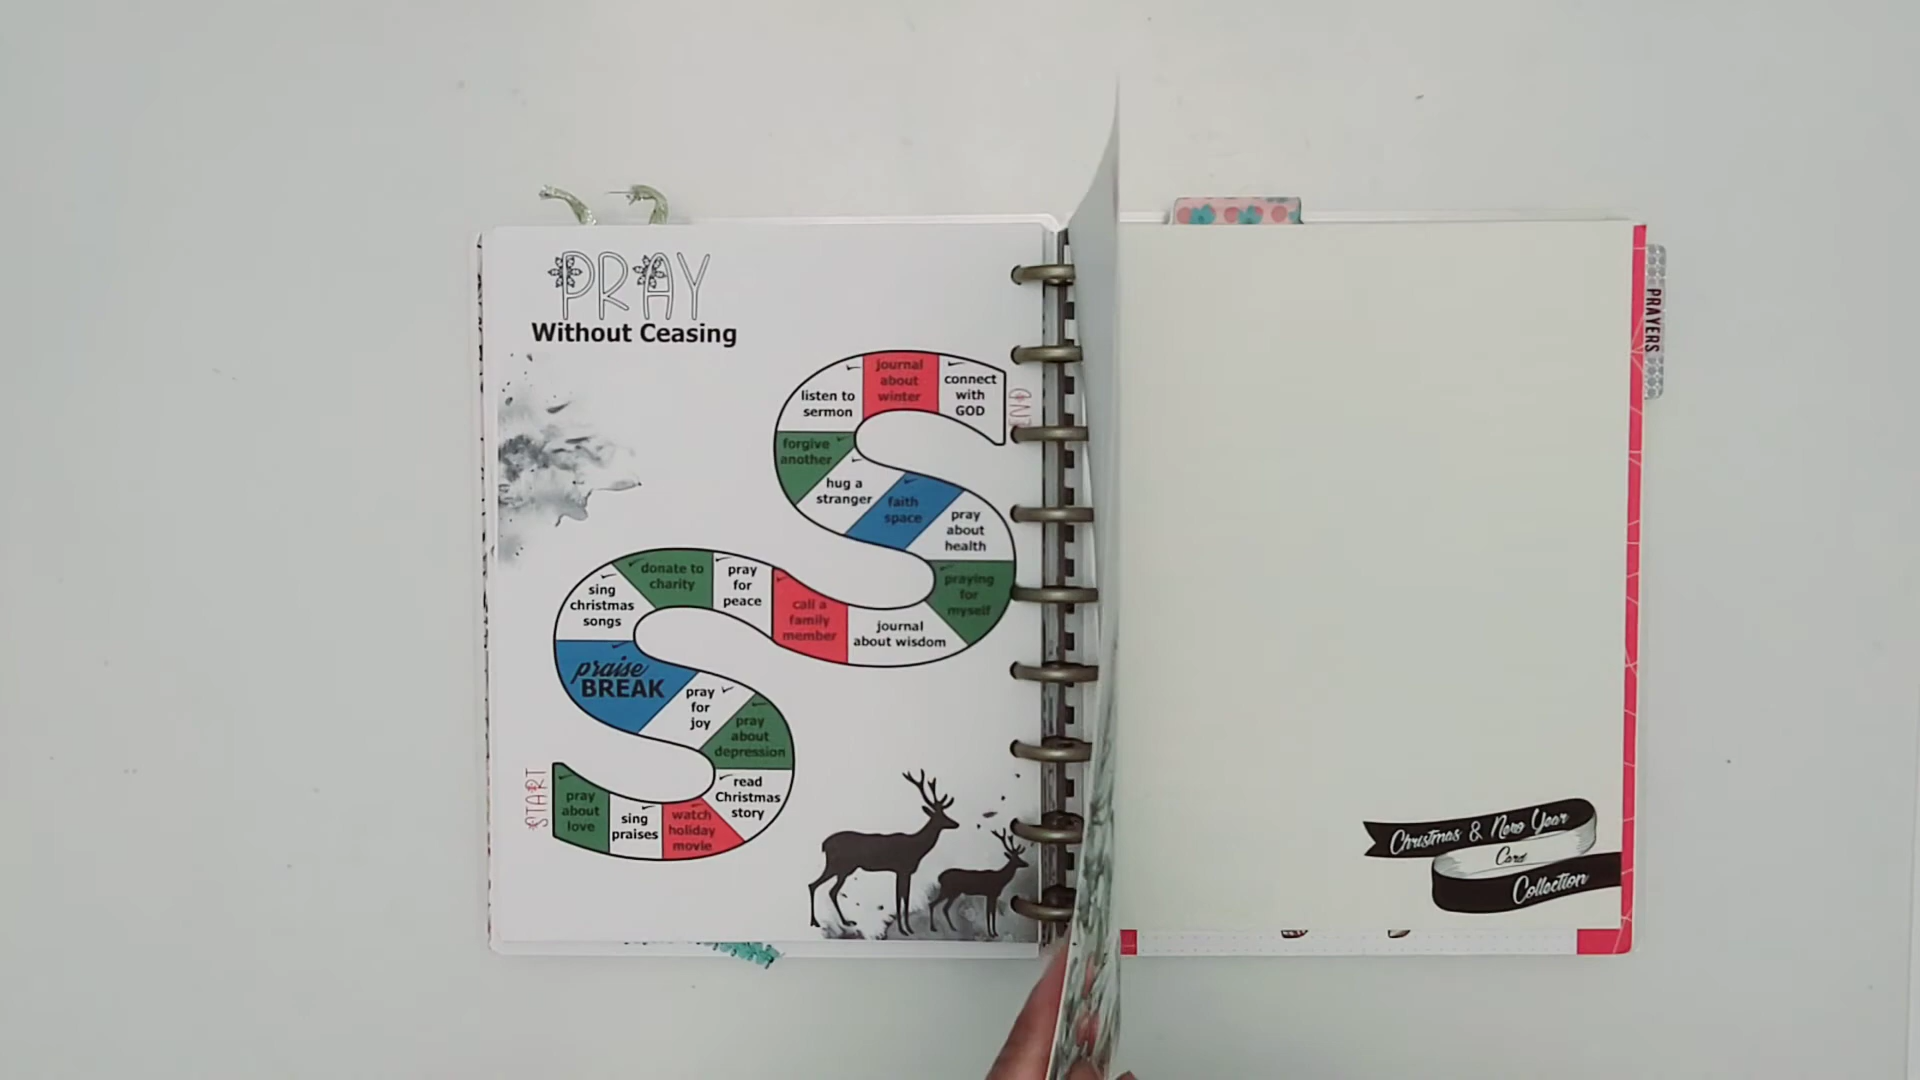 PRAY
Without Ceasing
START
pray
about
love
sing
praises
watch
holiday
movie
read
Christmas
story
pray
about
depression
pray
for
joy
praise
BREAK
sing
christmas
songs
donate to
charity
pray
for
peace
call a
family
member
journal
about wisdom
praying
for
myself
pray
about
health
faith
space
hug a
stranger
forgive
another
listen to
sermon
journal
about
winter
connect
with
GOD
END
PRAYERS
Christmas & New Year
Card
Collection